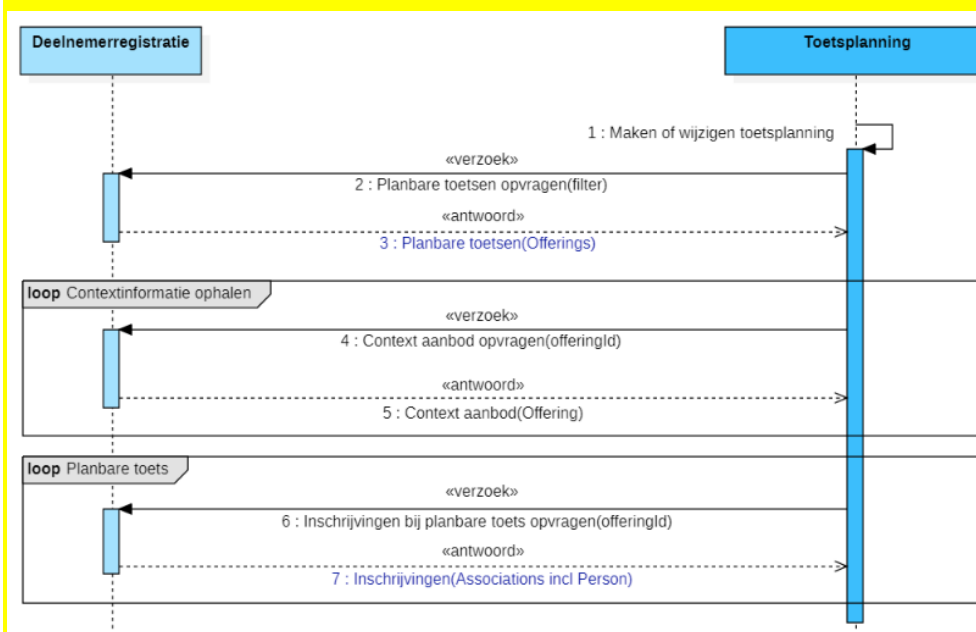 Deelnemerregistratie
Toetsplanning
1 : Maken of wijzigen toetsplanning
«verzoek»
2 : Planbare toetsen opvragen(filter)
«antwoord»
3 : Planbare toetsen(Offerings)
loop Contextinformatie ophalen
«verzoek»
4 : Context aanbod opvragen(offeringId)
«antwoord»
5 : Context aanbod(Offering)
loop Planbare toets
«verzoek»
6 : Inschrijvingen bij planbare toets opvragen(offeringId)
«antwoord»
7 : Inschrijvingen(Associations incl Person)